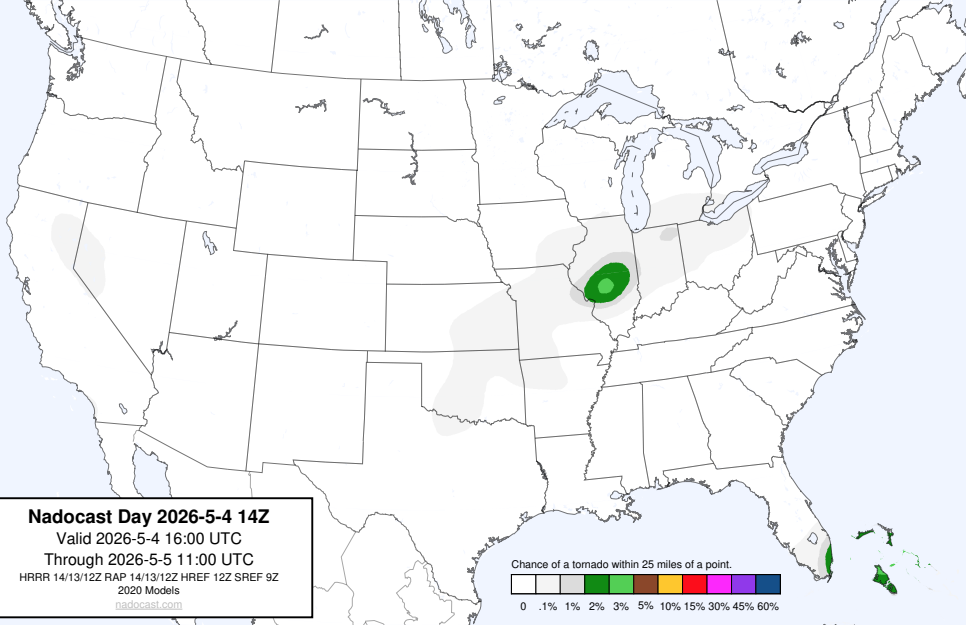 Nadocast Day 2026-5-4 14Z
Valid 2026-5-4 16:00 UTC
Through 2026-5-5 11:00 UTC
HRRR 14/13/12Z RAP 14/13/12Z HREF 12Z SREF 9Z
2020 Models
nadocast.com
Chance of a tornado within 25 miles of a point.
0 .1% 1% 2% 3% 5% 10% 15% 30% 45% 60%